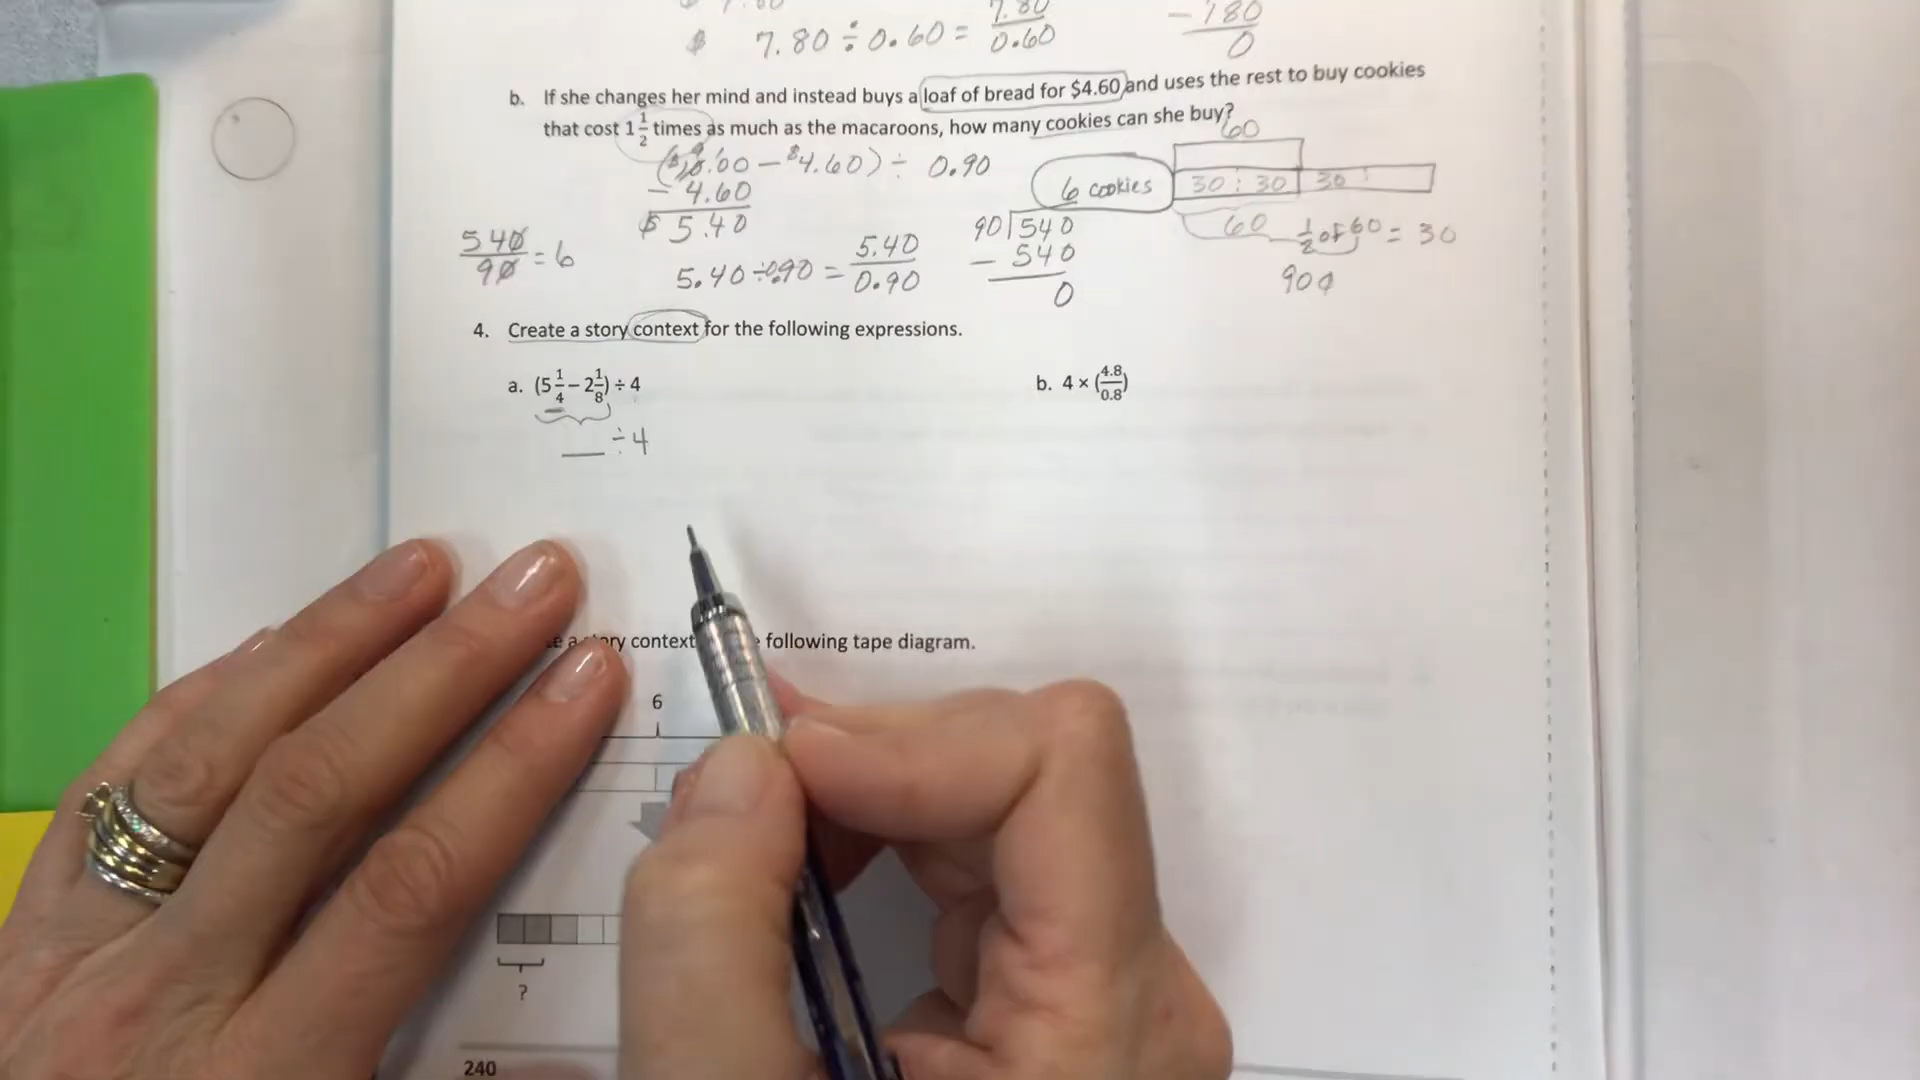 $ 7.80 ÷ 0.60 = 7.80/0.60
- 180
0
b. If she changes her mind and instead buys a loaf of bread for $4.60 and uses the rest to buy cookies
that cost 1 1/2 times as much as the macaroons, how many cookies can she buy?
60
($10.00 - $4.60) ÷ 0.90
- 4.60
$ 5.40
6 cookies
30 : 30 30
90)540
- 540
0
60 1/2 of 60 = 30
90¢
540/90 = 6
5.40 ÷ 0.90 = 5.40/0.90
4. Create a story context for the following expressions.
a. (5 1/4 – 2 1/8) ÷ 4
b. 4 × (4.8/0.8)
__ ÷ 4
story context following tape diagram.
6
?
240